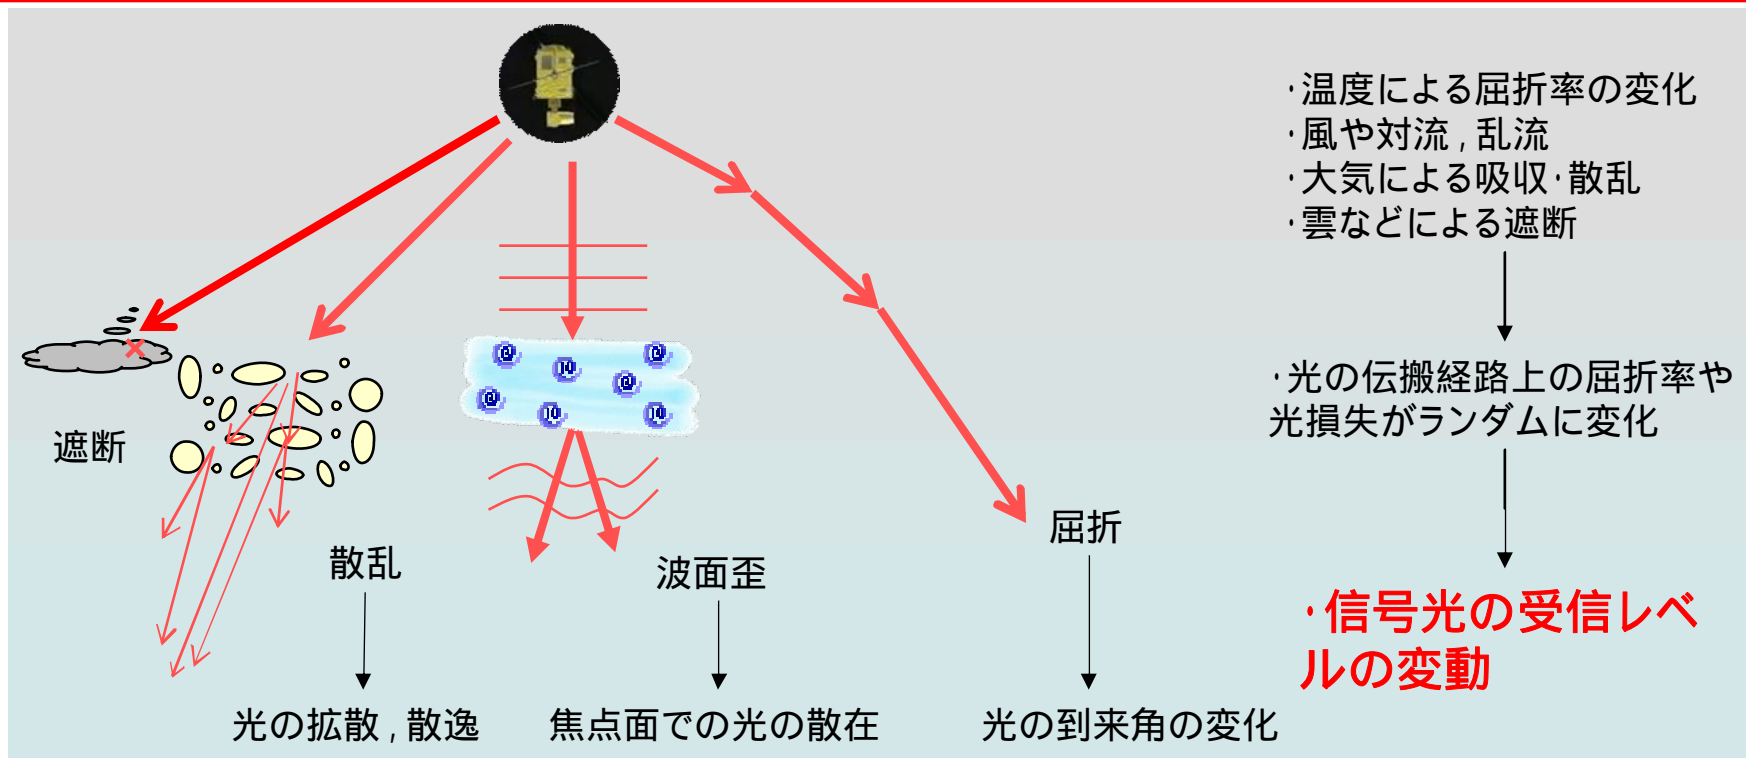 ・温度による屈折率の変化
・風や対流，乱流
・大気による吸収・散乱
・雲などによる遮断
・光の伝搬経路上の屈折率や
光損失がランダムに変化
・信号光の受信レベ
ルの変動
遮断
散乱
波面歪
屈折
光の拡散，散逸
焦点面での光の散在
光の到来角の変化